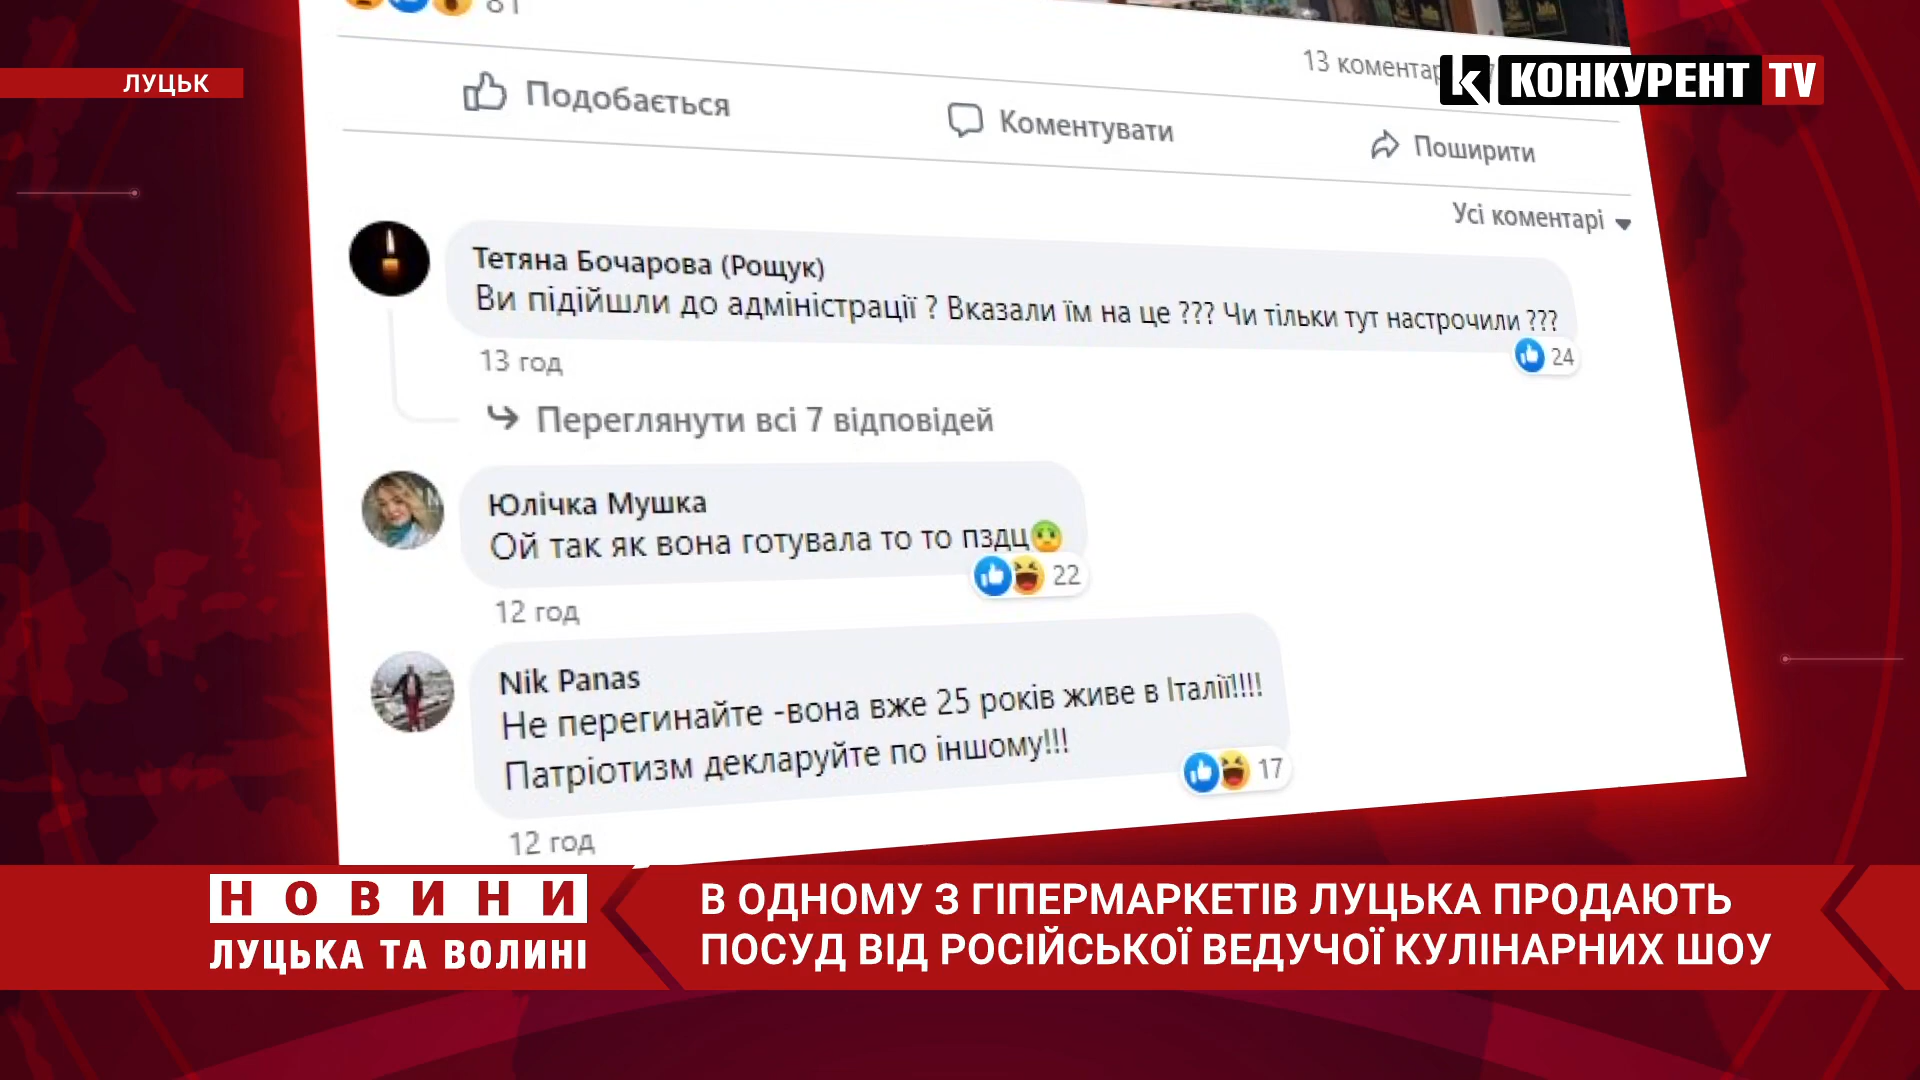 81
ЛУЦЬК
13 коментар
КОНКУРЕНТ TV
Подобається
Коментувати
Поширити
Усі коментарі
Тетяна Бочарова (Рощук)
Ви підійшли до адміністрації ? Вказали їм на це ??? Чи тільки тут настрочили ???
24
13 год
Переглянути всі 7 відповідей
Юлічка Мушка
Ой так як вона готувала то то пздц🤢
22
12 год
Nik Panas
Не перегинайте -вона вже 25 років живе в Італії!!!!
Патріотизм декларуйте по іншому!!!
17
12 год
НОВИНИ
ЛУЦЬКА ТА ВОЛИНІ
В ОДНОМУ З ГІПЕРМАРКЕТІВ ЛУЦЬКА ПРОДАЮТЬ
ПОСУД ВІД РОСІЙСЬКОЇ ВЕДУЧОЇ КУЛІНАРНИХ ШОУ